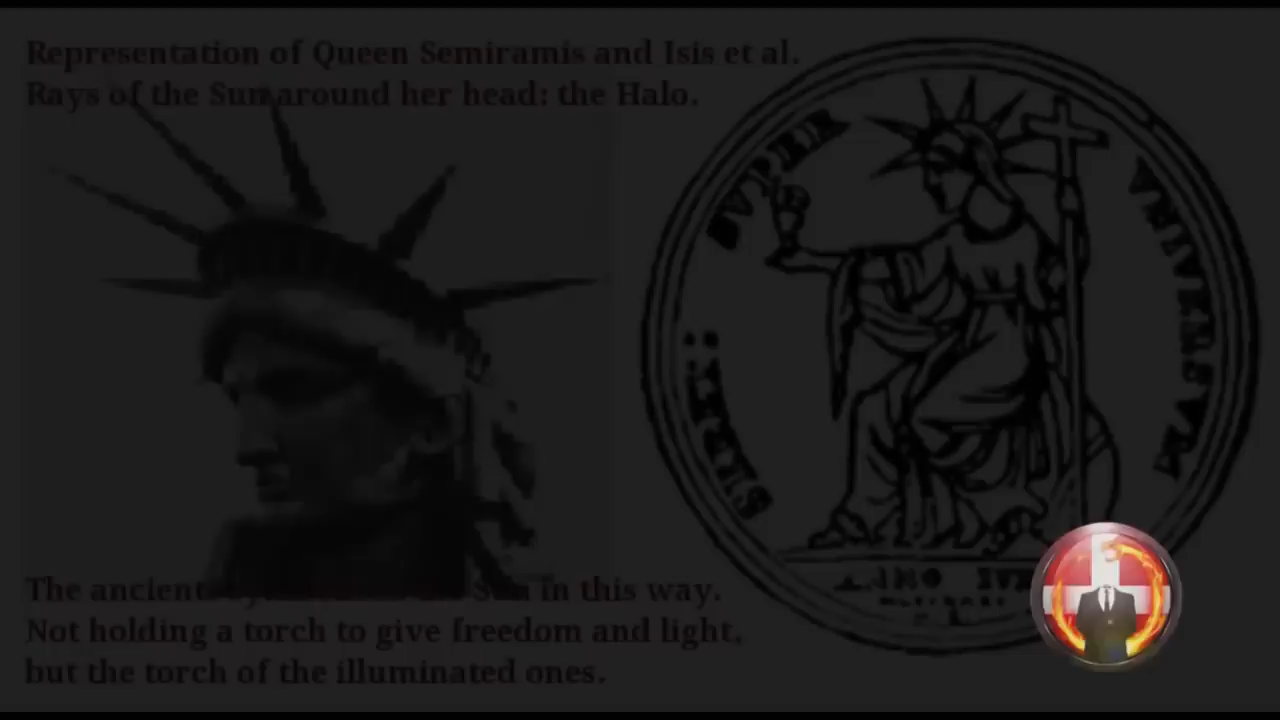 Representation of Queen Semiramis and Isis et al.
Rays of the Sun around her head: the Halo.
SUPER
The ancient in this way.
Not holding a torch to give freedom and light,
but the torch of the illuminated ones.